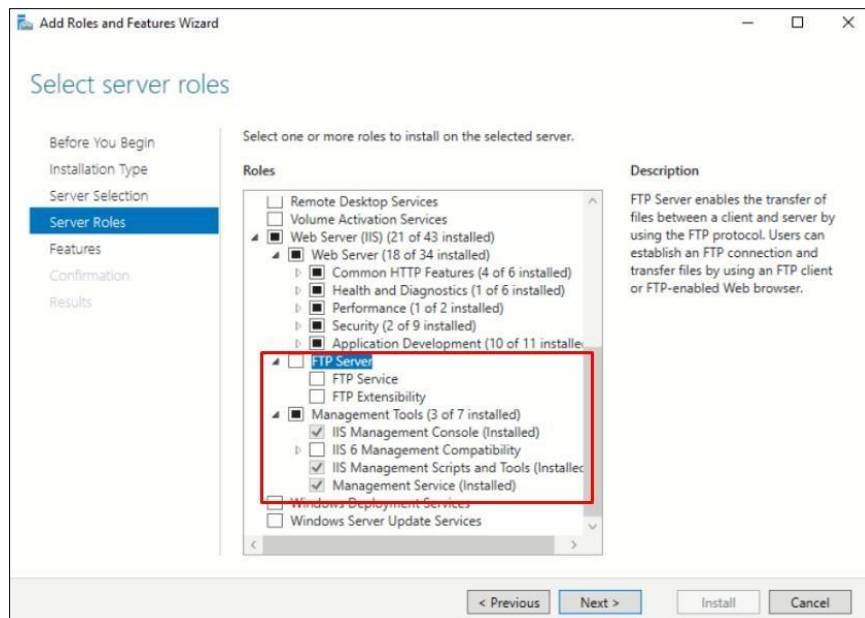 Add Roles and Features Wizard
Select server roles
Before You Begin
Installation Type
Server Selection
Server Roles
Features
Confirmation
Results
Select one or more roles to install on the selected server.
Roles
Remote Desktop Services
Volume Activation Services
Web Server (IIS) (21 of 43 installed)
Web Server (18 of 34 installed)
Common HTTP Features (4 of 6 installed)
Health and Diagnostics (1 of 6 installed)
Performance (1 of 2 installed)
Security (2 of 9 installed)
Application Development (10 of 11 installe
FTP Server
FTP Service
FTP Extensibility
Management Tools (3 of 7 installed)
IIS Management Console (Installed)
IIS 6 Management Compatibility
IIS Management Scripts and Tools (Installec
Management Service (Installed)
Windows Deployment Services
Windows Server Update Services
Description
FTP Server enables the transfer of
files between a client and server by
using the FTP protocol. Users can
establish an FTP connection and
transfer files by using an FTP client
or FTP-enabled Web browser.
< Previous
Next >
Install
Cancel